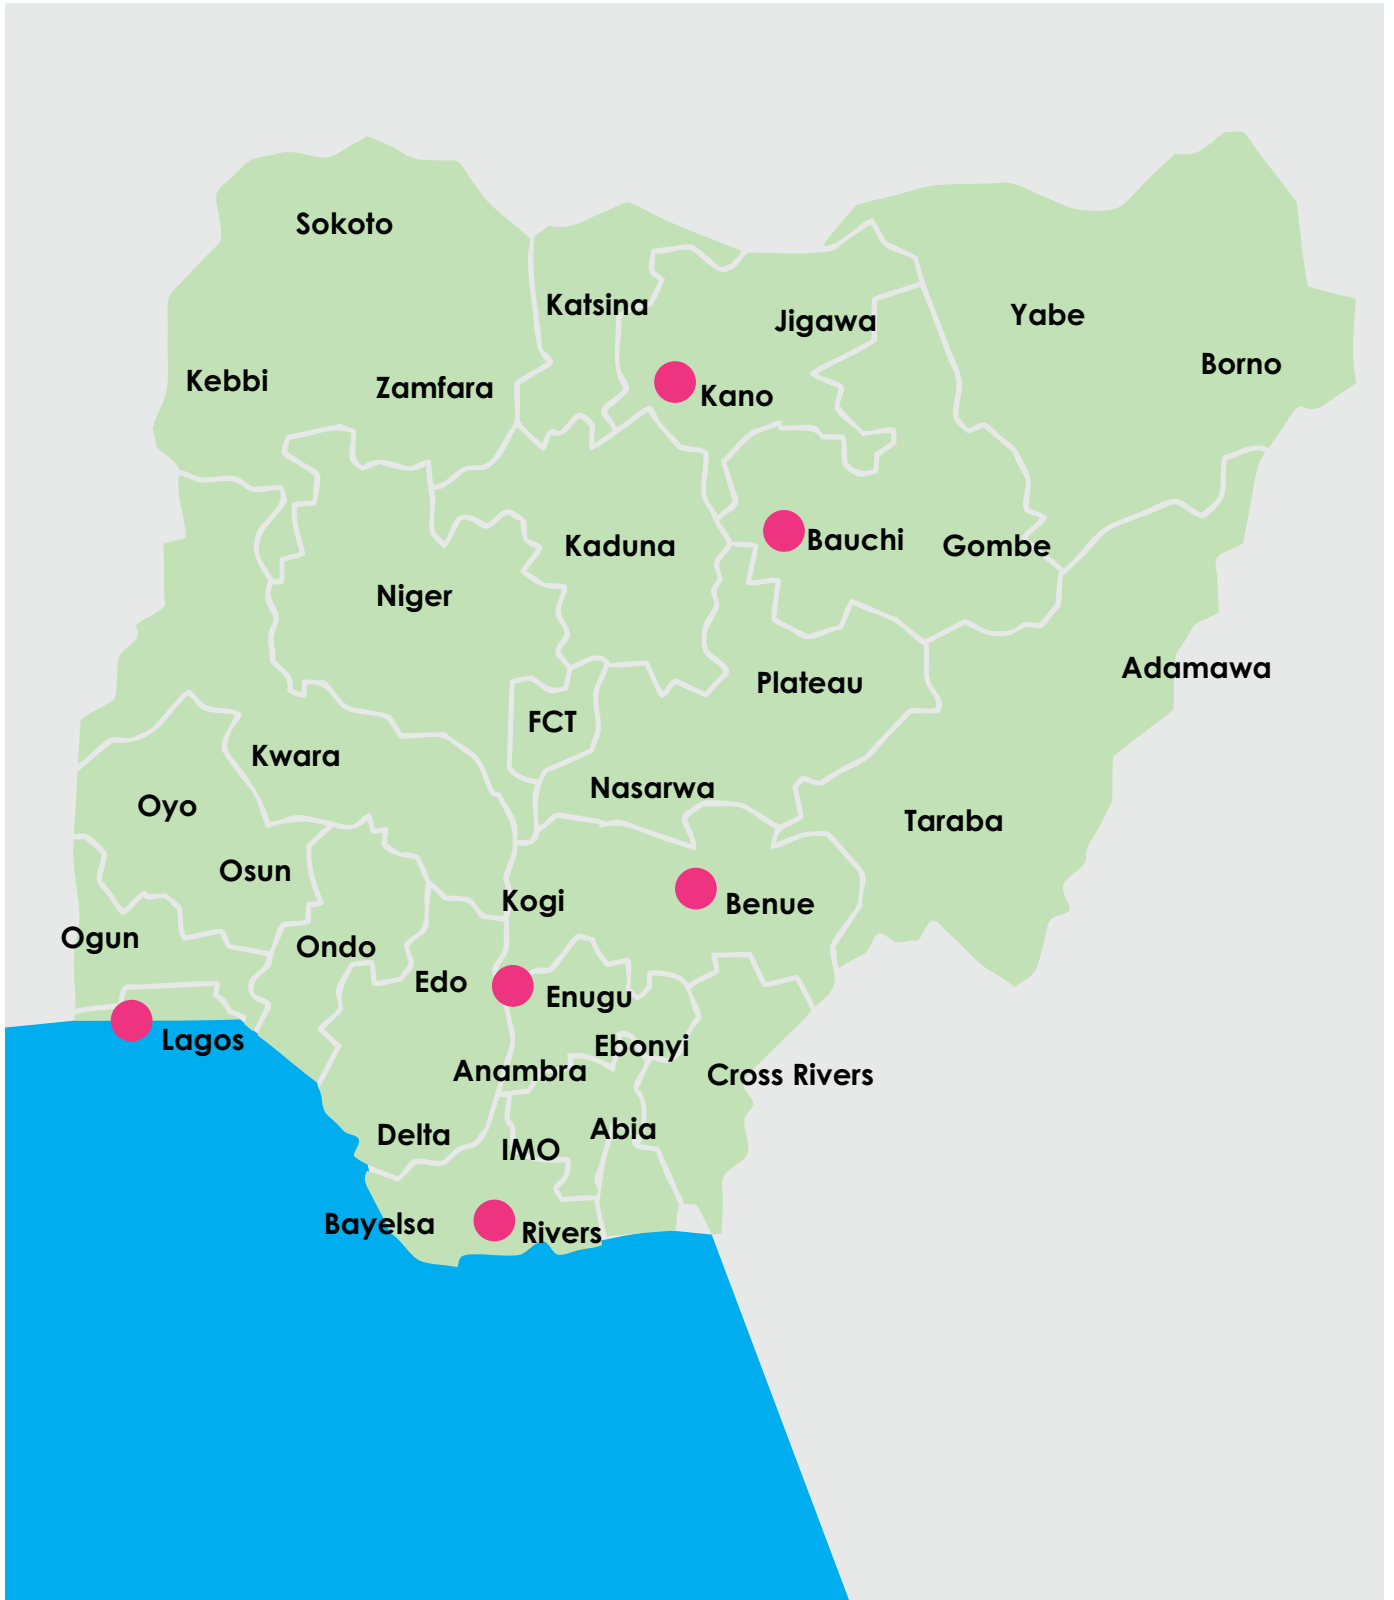 Sokoto
Katsina
Jigawa
Yabe
Borno
Kebbi
Zamfara
Kano
Kaduna
Bauchi
Gombe
Niger
Adamawa
Plateau
FCT
Kwara
Nasarwa
Oyo
Taraba
Osun
Kogi
Benue
Ogun
Ondo
Edo
Enugu
Lagos
Ebonyi
Anambra
Cross Rivers
Delta
Abia
IMO
Bayelsa
Rivers